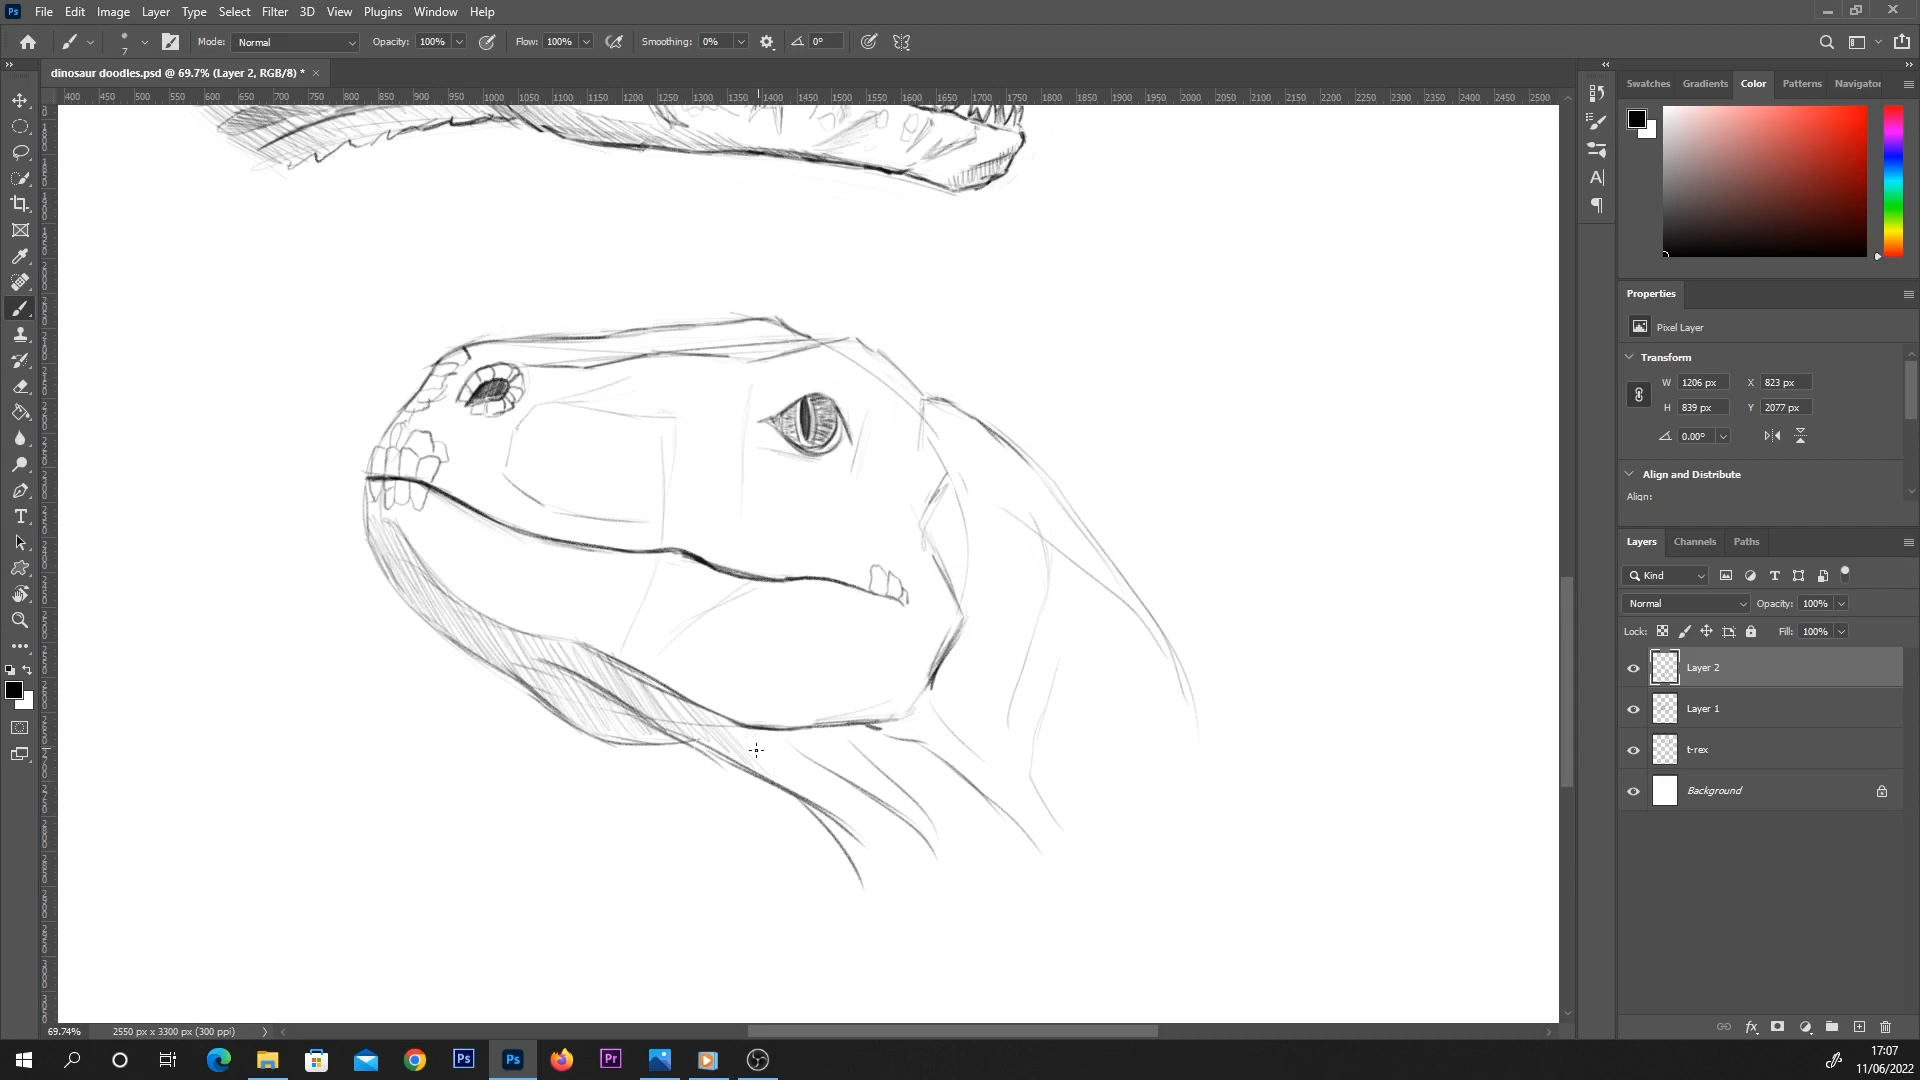 File Edit Image Layer Type Select Filter 3D View Plugins Window Help
7 Mode: Normal Opacity: 100% Flow: 100% Smoothing: 0% 0°
dinosaur doodles.psd @ 69.7% (Layer 2, RGB/8) * ×
400 450 500 550 600 650 700 750 800 850 900 950 1000 1050 1100 1150 1200 1250 1300 1350 1400 1450 1500 1550 1600 1650 1700 1750 1800 1850 1900 1950 2000 2050 2100 2150 2200 2250 2300 2350 2400 2450 2500
Swatches Gradients Color Patterns Navigator
Properties
Pixel Layer
Transform
W 1206 px X 823 px
H 839 px Y 2077 px
0.00°
Align and Distribute
Align:
Layers Channels Paths
Kind
Normal Opacity: 100%
Lock: Fill: 100%
Layer 2
Layer 1
t-rex
Background
69.74% 2550 px x 3300 px (300 ppi)
17:07
11/06/2022